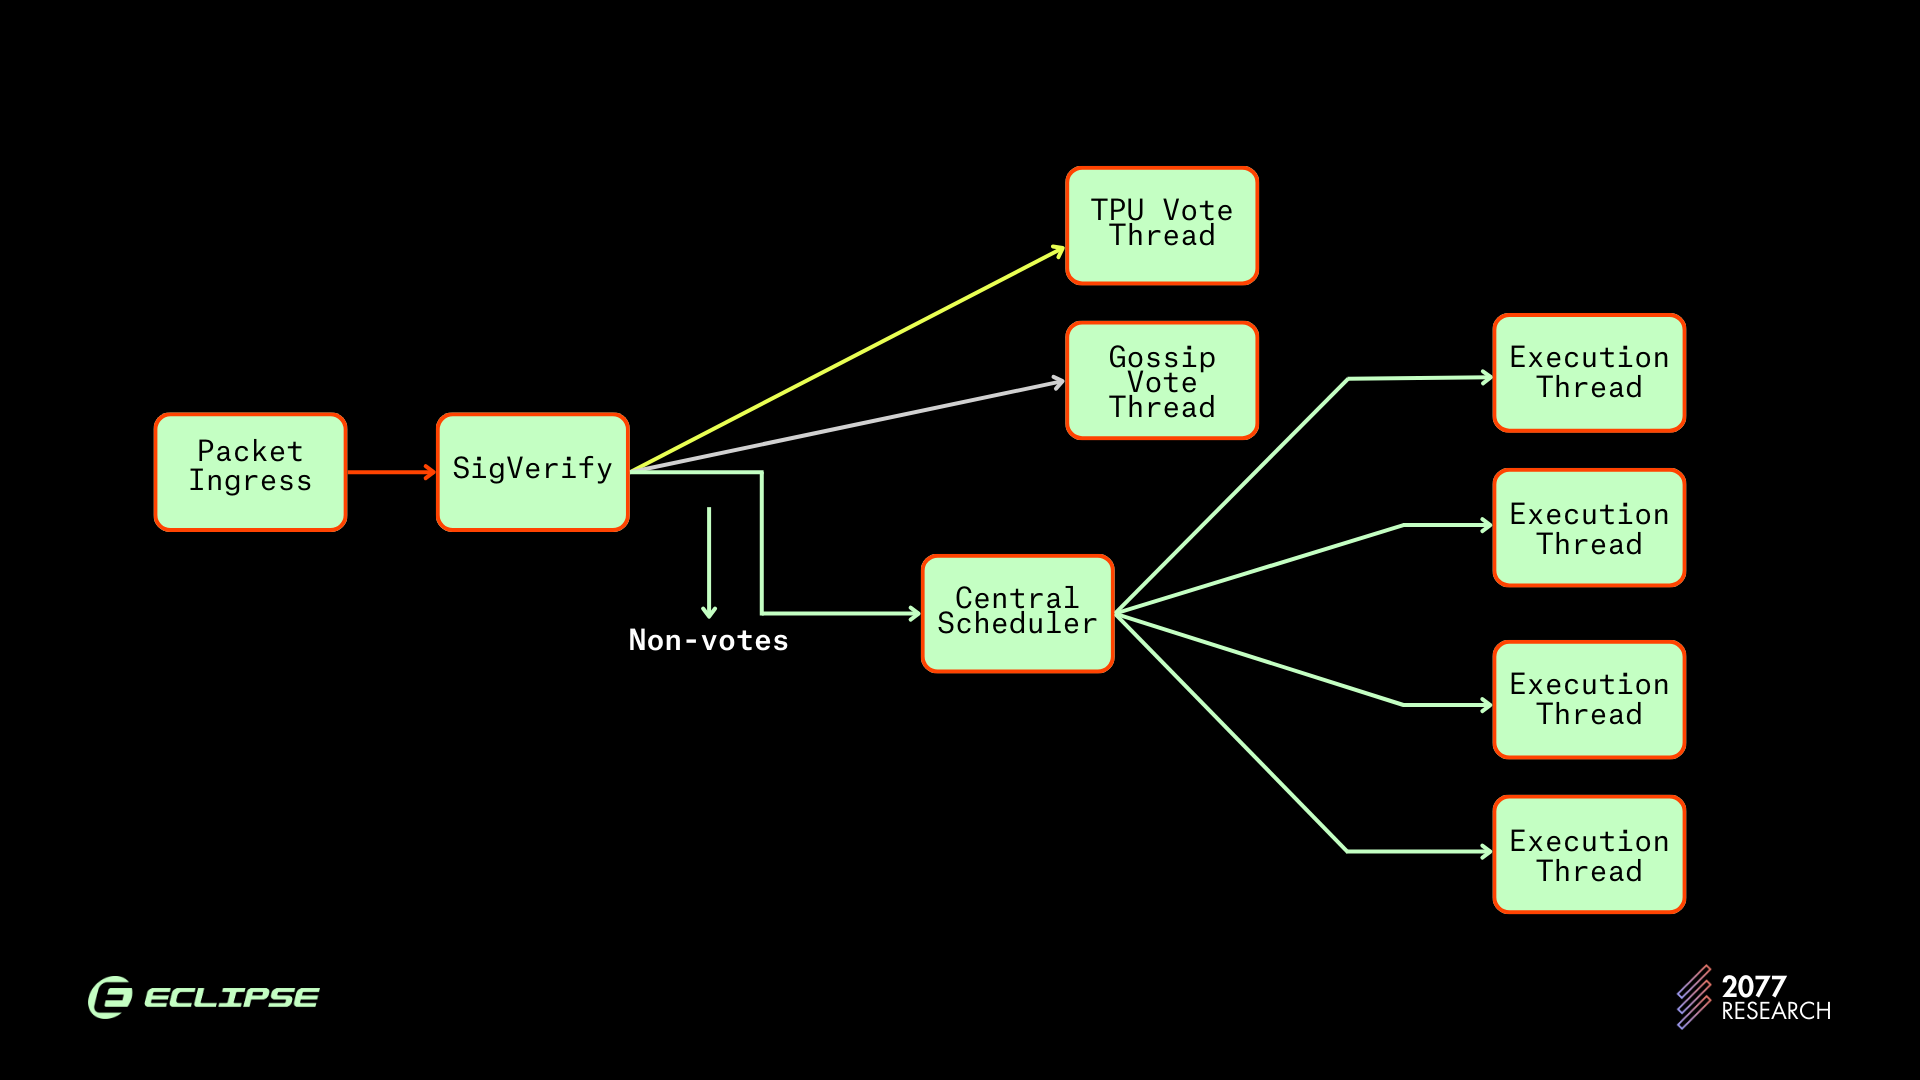 TPU Vote
Thread
Gossip
Vote
Thread
Packet
Ingress
SigVerify
Non-votes
Central
Scheduler
Execution
Thread
Execution
Thread
Execution
Thread
Execution
Thread
ECLIPSE
2077
RESEARCH